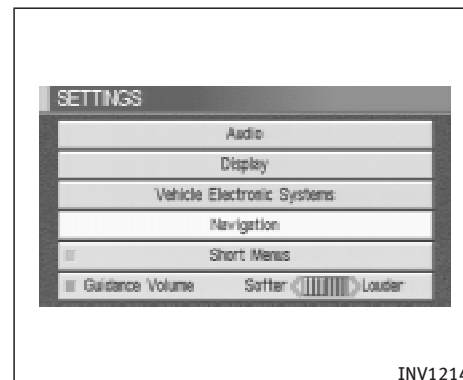 SETTINGS
Audio
Display
Vehicle Electronic Systems
Navigation
Short Menus
Guidance Volume Softer Louder
INV1214